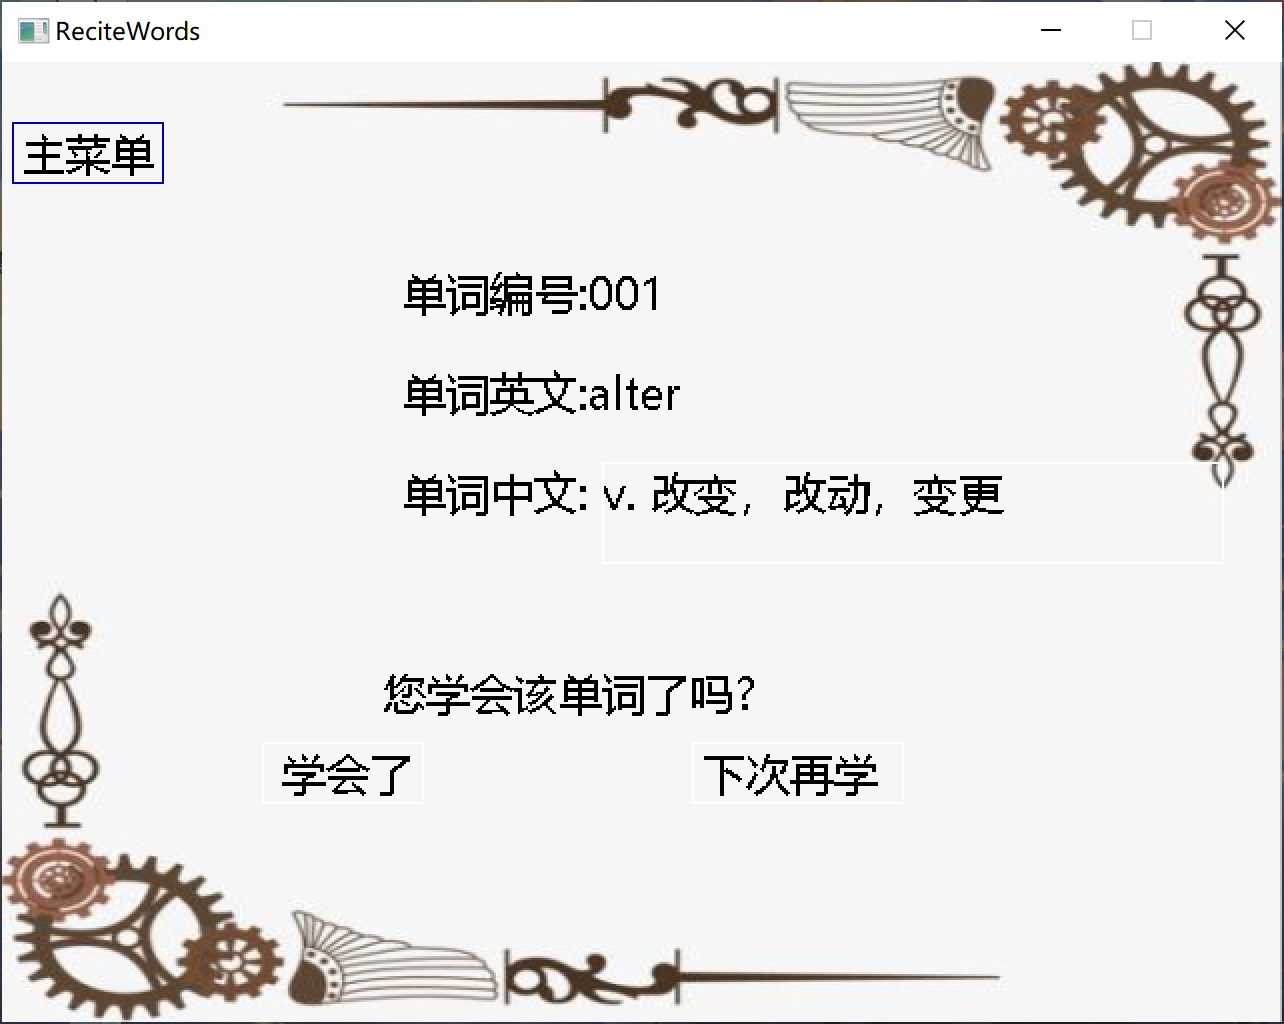 ReciteWords
主菜单
单词编号:001
单词英文:alter
单词中文: v. 改变，改动，变更
您学会该单词了吗?
学会了
下次再学